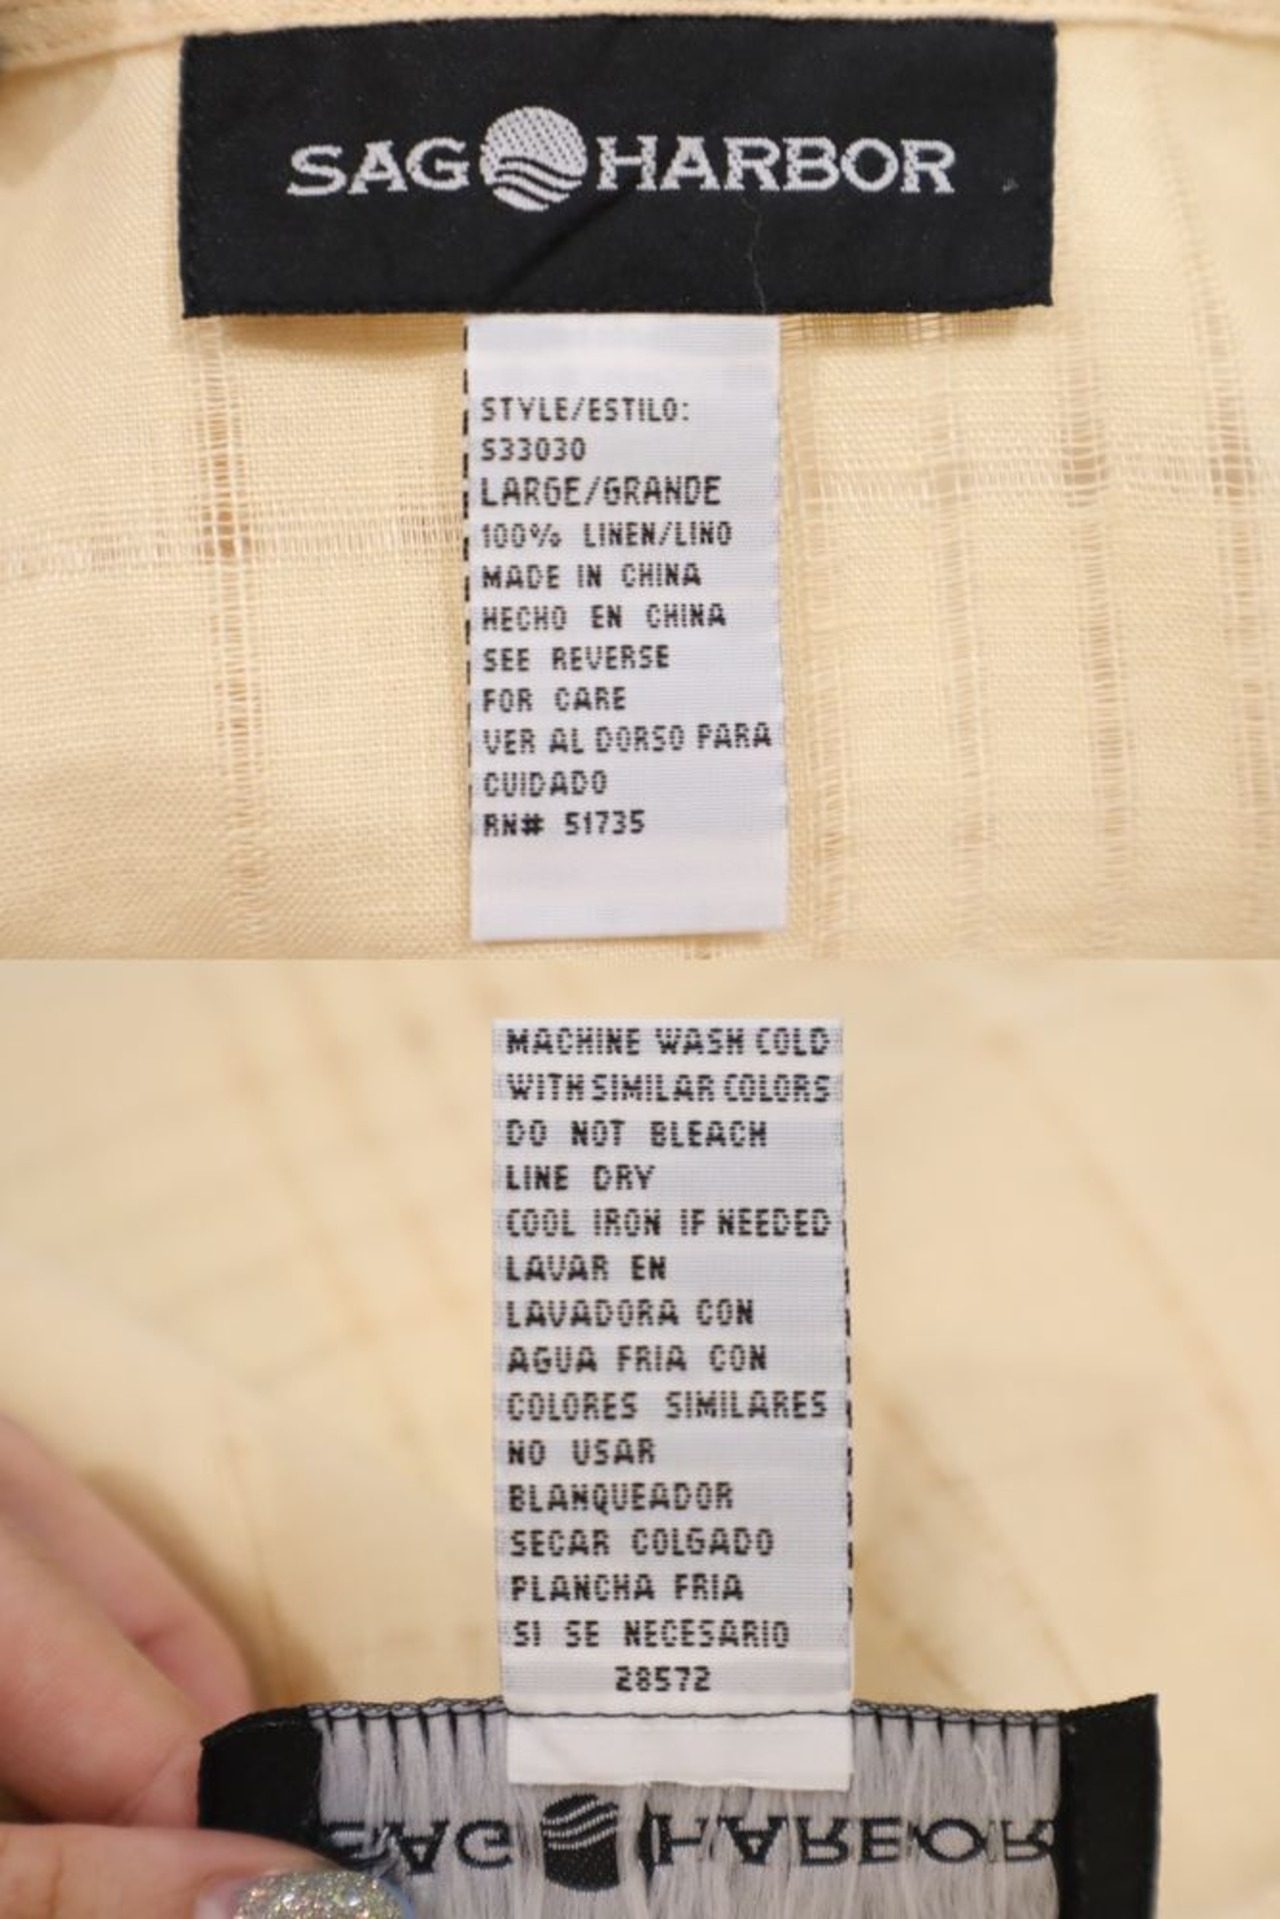 SAG HARBOR
STYLE/ESTILO:
S33030
LARGE/GRANDE
100% LINEN/LINO
MADE IN CHINA
HECHO EN CHINA
SEE REVERSE
FOR CARE
VER AL DORSO PARA
CUIDADO
RN# 51735
MACHINE WASH COLD
WITH SIMILAR COLORS
DO NOT BLEACH
LINE DRY
COOL IRON IF NEEDED
LAVAR EN
LAVADORA CON
AGUA FRIA CON
COLORES SIMILARES
NO USAR
BLANQUEADOR
SECAR COLGADO
PLANCHA FRIA
SI SE NECESARIO
28572
SAG HARBOR